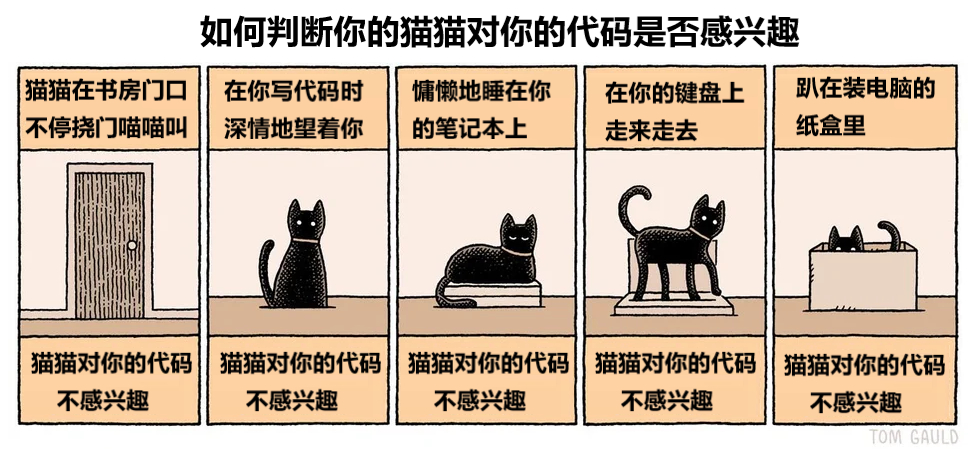 如何判断你的猫猫对你的代码是否感兴趣
猫猫在书房门口
不停挠门喵喵叫
猫猫对你的代码
不感兴趣
在你写代码时
深情地望着你
猫猫对你的代码
不感兴趣
慵懒地睡在你
的笔记本上
猫猫对你的代码
不感兴趣
在你的键盘上
走来走去
猫猫对你的代码
不感兴趣
趴在装电脑的
纸盒里
猫猫对你的代码
不感兴趣
TOM GAULD